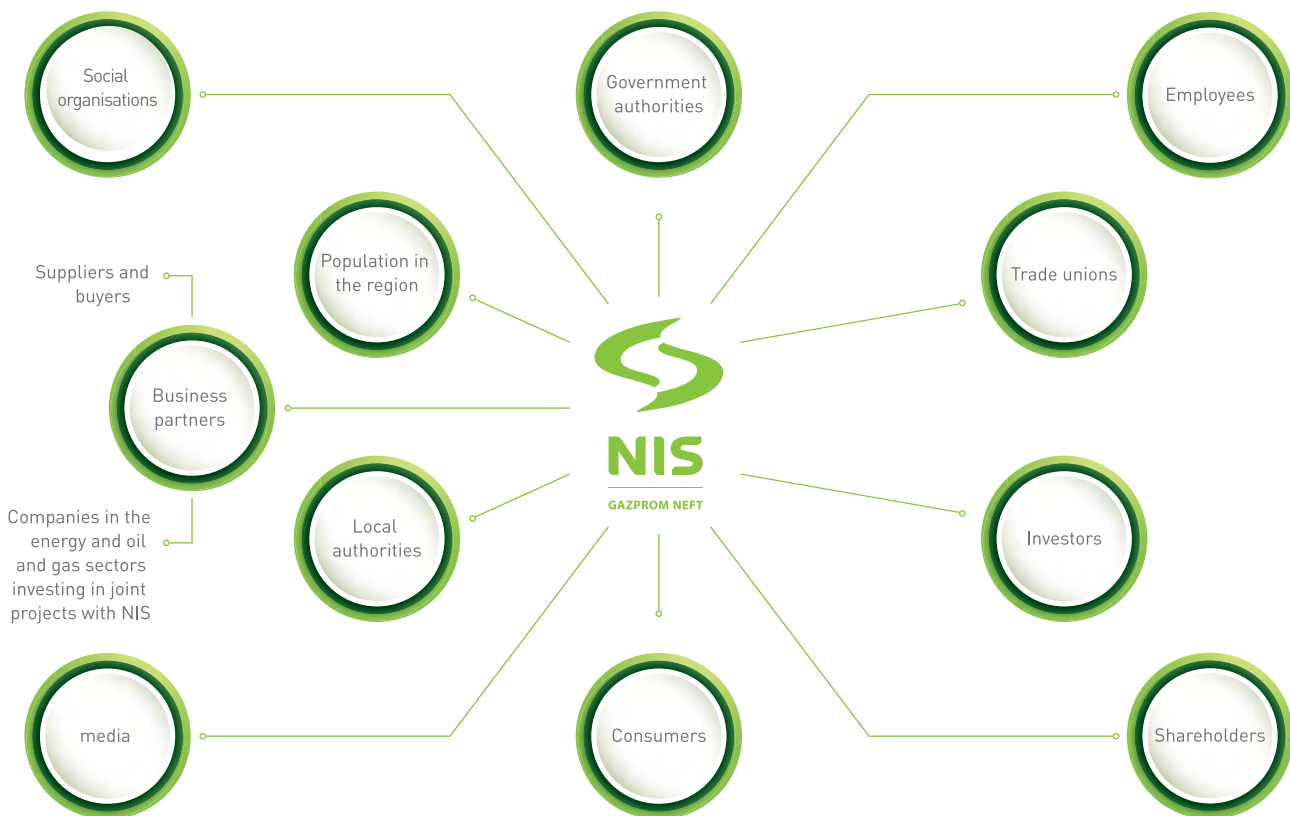 Social
organisations
Government
authorities
Employees
Population in
the region
Trade unions
Suppliers and
buyers
Business
partners
NIS
GAZPROM NEFT
Companies in the
energy and oil
and gas sectors
investing in joint
projects with NIS
Local
authorities
Investors
media
Consumers
Shareholders